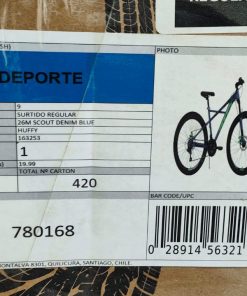 SH)
DEPORTE
PHOTO
9
SURTIDO REGULAR
26M SCOUT DENIM BLUE
HUFFY
163253
1
19.99
TOTAL Nº CARTON
420
BAR CODE/UPC
780168
0 28914 56321
MONTALVA 8301, QUILICURA, SANTIAGO, CHILE.